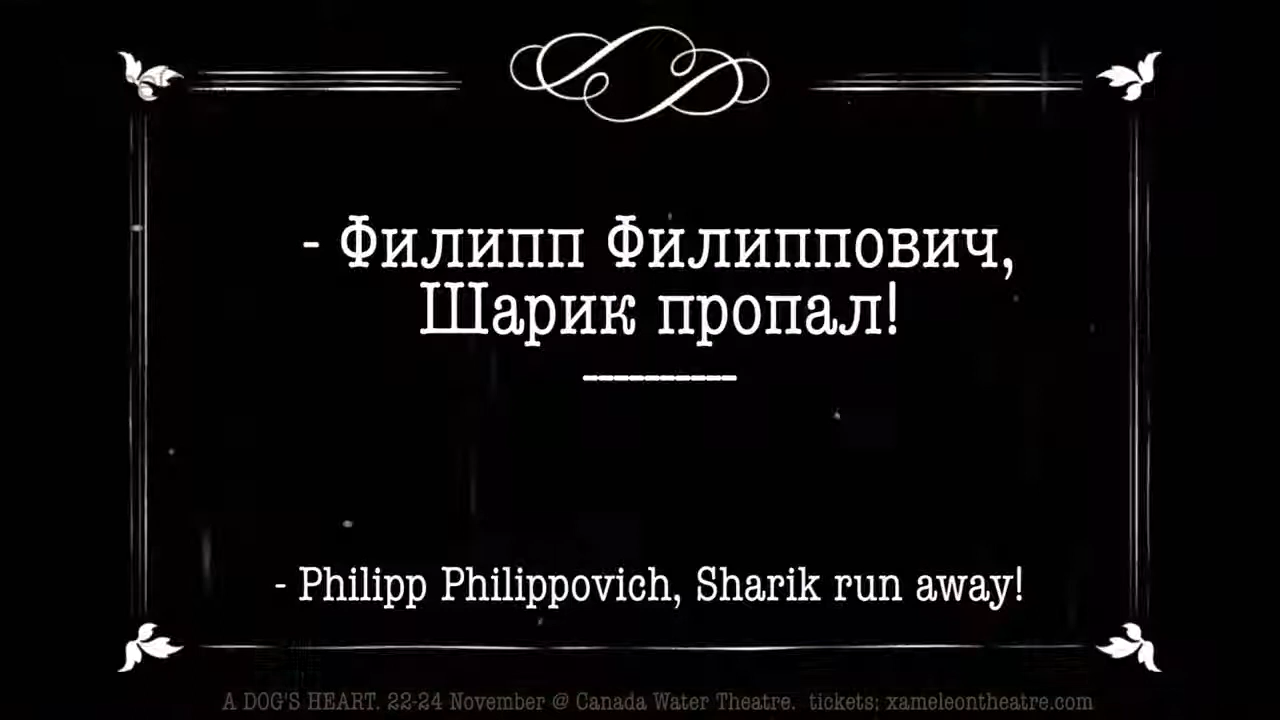 - Филипп Филиппович,
Шарик пропал!
----------
- Philipp Philippovich, Sharik run away!
A DOG'S HEART. 22-24 November @ Canada Water Theatre. tickets; xameleontheatre.com